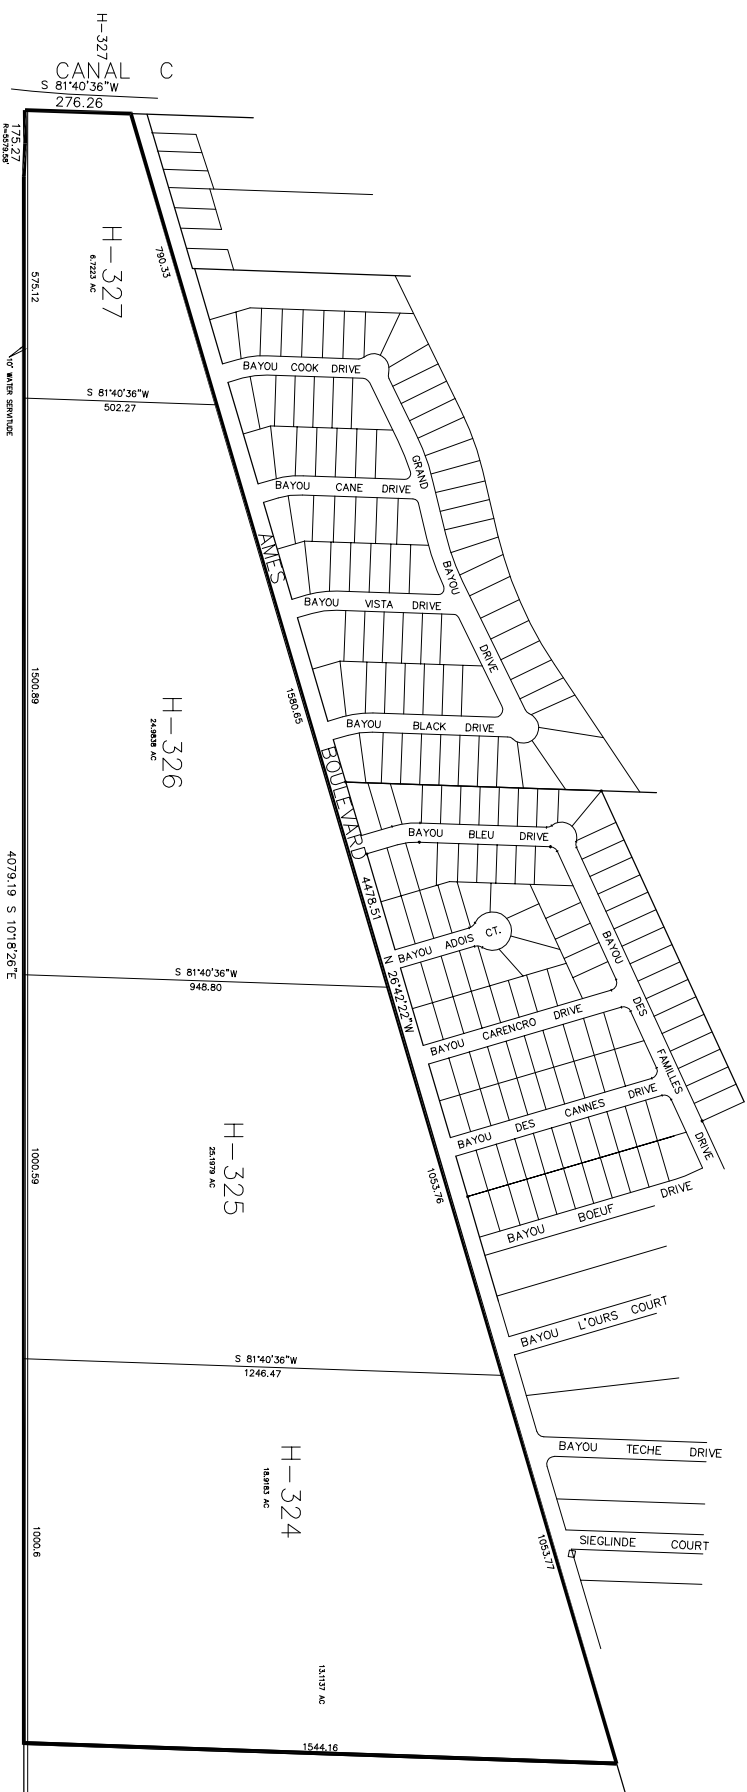 H-327
CANAL C
S 81°40'36"W
276.26
175.27
R=5579.58'
H-327
6.7223 AC
790.33
575.12
10' WATER SERVITUDE
S 81°40'36"W
502.27
BAYOU COOK DRIVE
GRAND BAYOU DRIVE
BAYOU CANE DRIVE
AMES BOULEVARD
BAYOU VISTA DRIVE
1500.89
1580.65
H-326
24.9838 AC
BAYOU BLACK DRIVE
BAYOU BLEU DRIVE
4079.19 S 10°18'26"E
4478.51 N 26°42'22"W
BAYOU ADOIS CT.
BAYOU DES FAMILLES DRIVE
S 81°40'36"W
948.80
BAYOU CARENCRO DRIVE
BAYOU DES CANNES DRIVE
H-325
25.1979 AC
1000.59
1053.76
BAYOU BOEUF DRIVE
BAYOU L'OURS COURT
S 81°40'36"W
1246.47
BAYOU TECHE DRIVE
H-324
18.9183 AC
1000.6
1053.77
SIEGLINDE COURT
13.1137 AC
1544.16